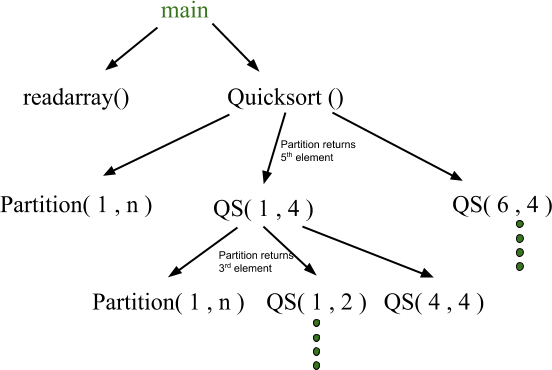 main
readarray()
Quicksort ()
Partition returns
5th element
Partition( 1 , n )
QS( 1 , 4 )
QS( 6 , 4 )
Partition returns
3rd element
Partition( 1 , n )
QS( 1 , 2 )
QS( 4 , 4 )